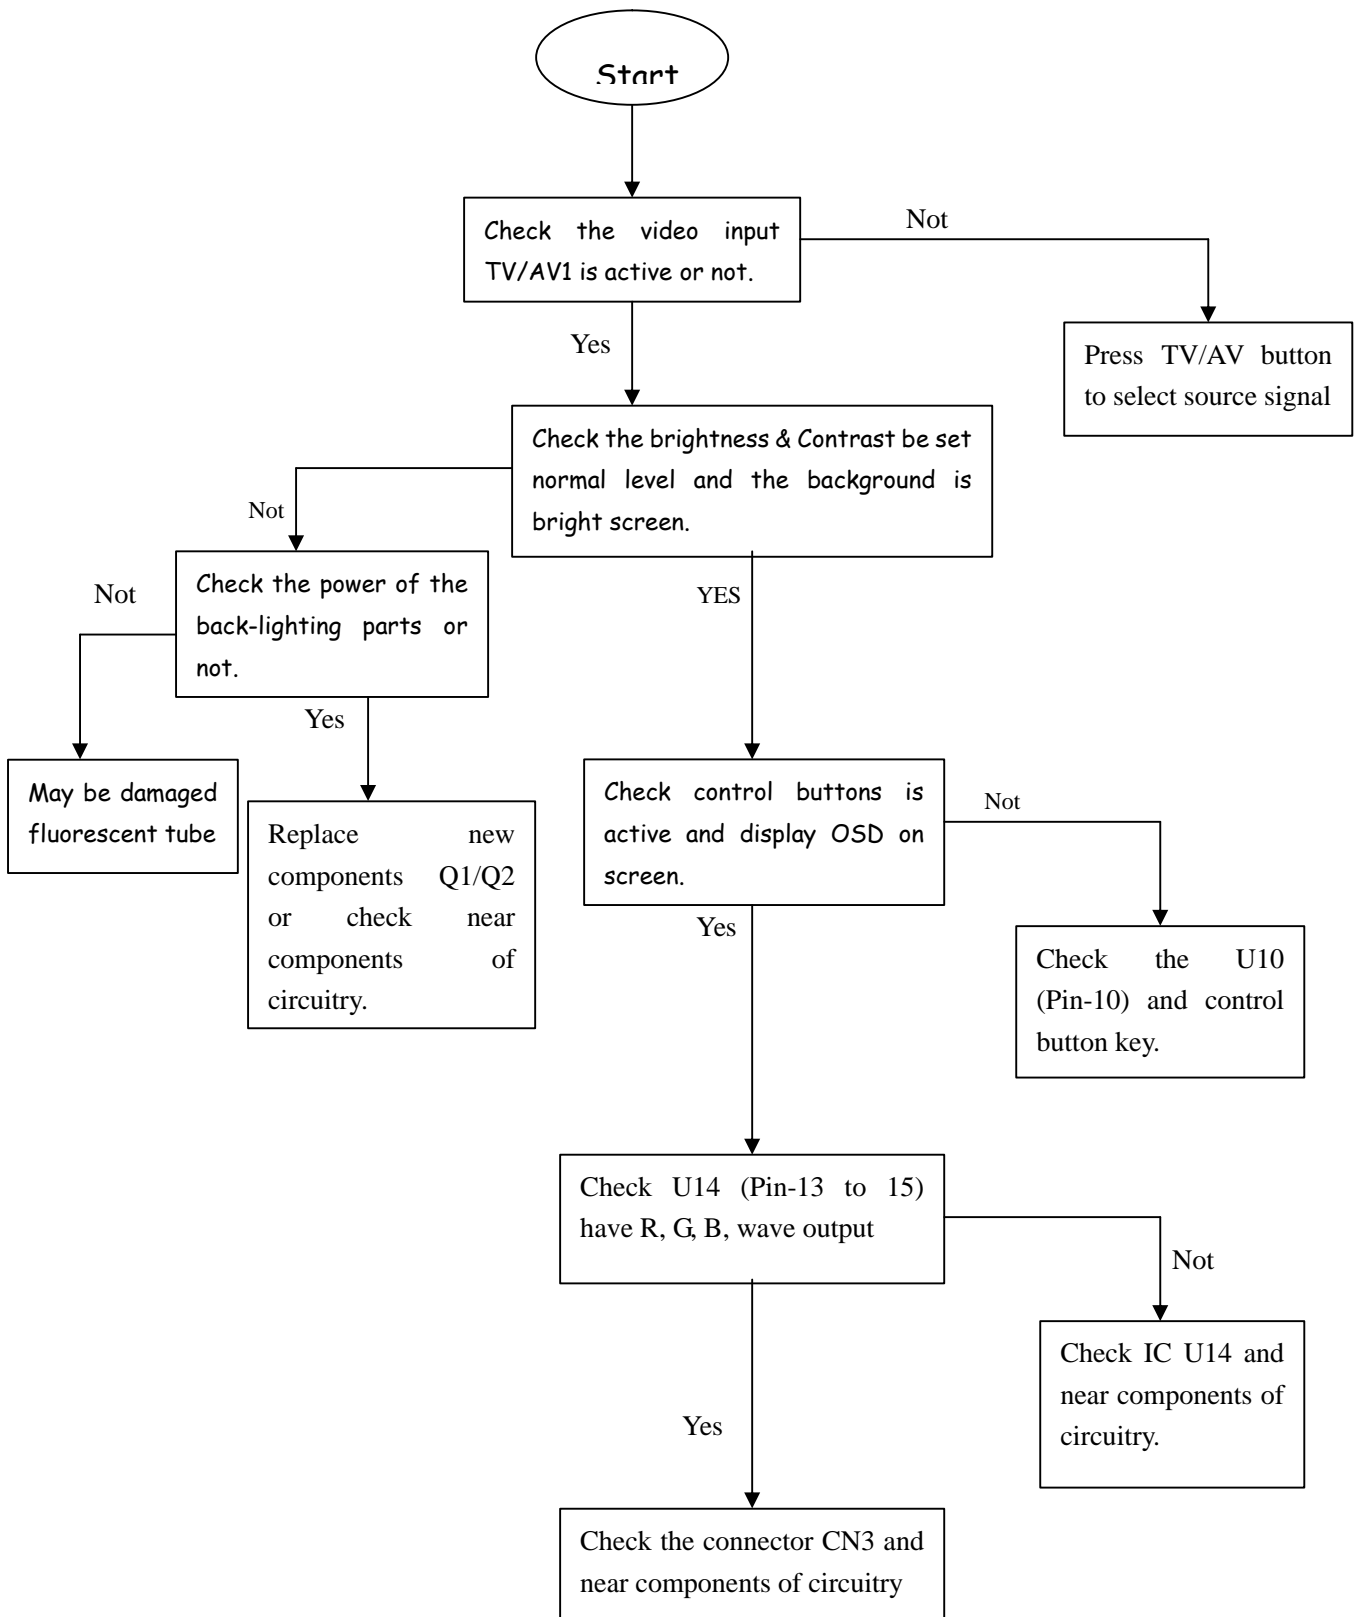 Start
Check the video input
TV/AV1 is active or not.
Not
Yes
Press TV/AV button
to select source signal
Check the brightness & Contrast be set
normal level and the background is
bright screen.
Not
YES
Check the power of the
back-lighting parts or
not.
Not
Yes
May be damaged
fluorescent tube
Replace new
components Q1/Q2
or check near
components of
circuitry.
Check control buttons is
active and display OSD on
screen.
Not
Yes
Check the U10
(Pin-10) and control
button key.
Check U14 (Pin-13 to 15)
have R, G, B, wave output
Not
Yes
Check IC U14 and
near components of
circuitry.
Check the connector CN3 and
near components of circuitry